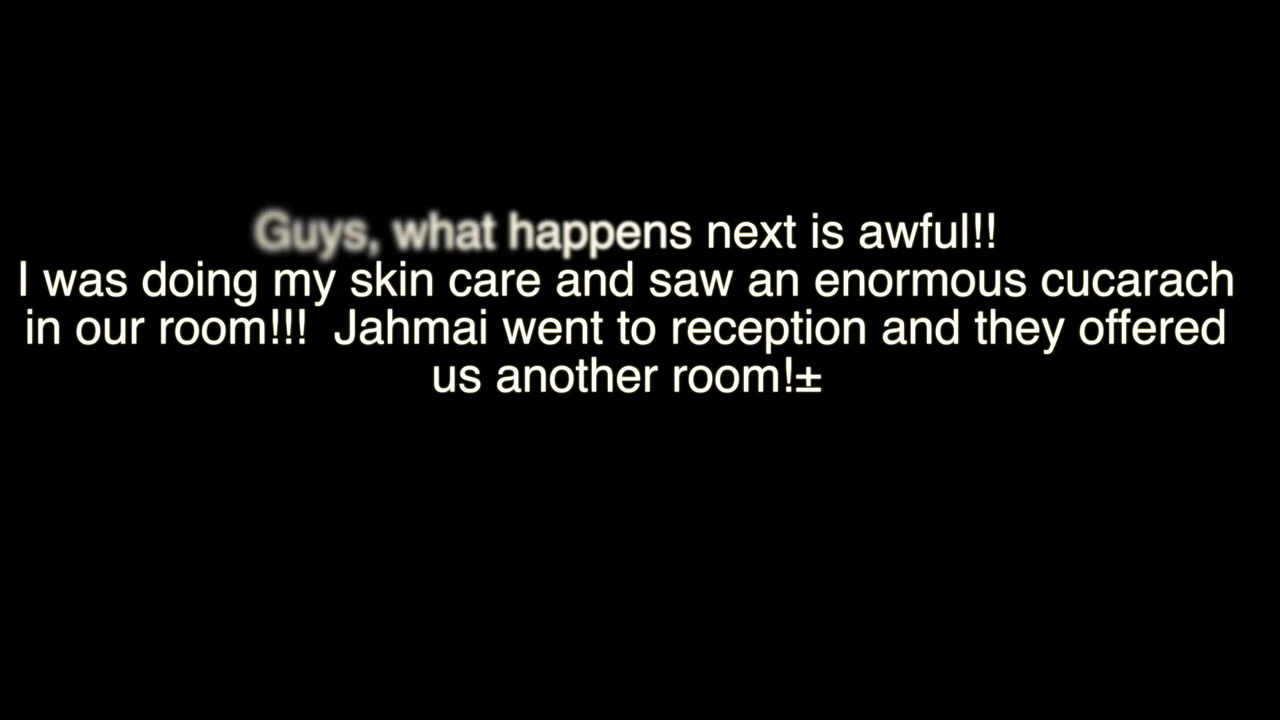 Guys, what happens next is awful!!
I was doing my skin care and saw an enormous cucarach
in our room!!!  Jahmai went to reception and they offered
us another room!±